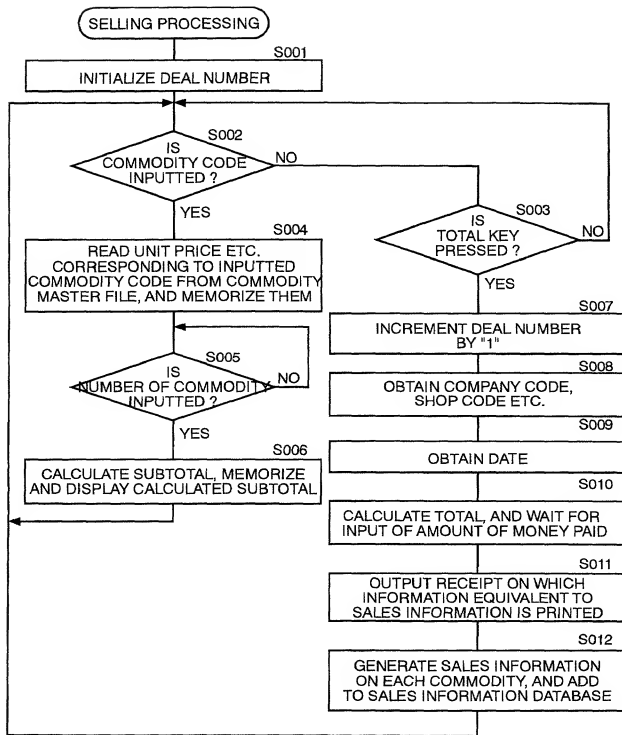 SELLING PROCESSING
S001
INITIALIZE DEAL NUMBER
S002
IS
COMMODITY CODE
INPUTTED ?
NO
YES
S003
IS
TOTAL KEY
PRESSED ?
NO
YES
S004
READ UNIT PRICE ETC.
CORRESPONDING TO INPUTTED
COMMODITY CODE FROM COMMODITY
MASTER FILE, AND MEMORIZE THEM
S005
IS
NUMBER OF COMMODITY
INPUTTED ?
NO
YES
S006
CALCULATE SUBTOTAL, MEMORIZE
AND DISPLAY CALCULATED SUBTOTAL
S007
INCREMENT DEAL NUMBER
BY "1"
S008
OBTAIN COMPANY CODE,
SHOP CODE ETC.
S009
OBTAIN DATE
S010
CALCULATE TOTAL, AND WAIT FOR
INPUT OF AMOUNT OF MONEY PAID
S011
OUTPUT RECEIPT ON WHICH
INFORMATION EQUIVALENT TO
SALES INFORMATION IS PRINTED
S012
GENERATE SALES INFORMATION
ON EACH COMMODITY, AND ADD
TO SALES INFORMATION DATABASE